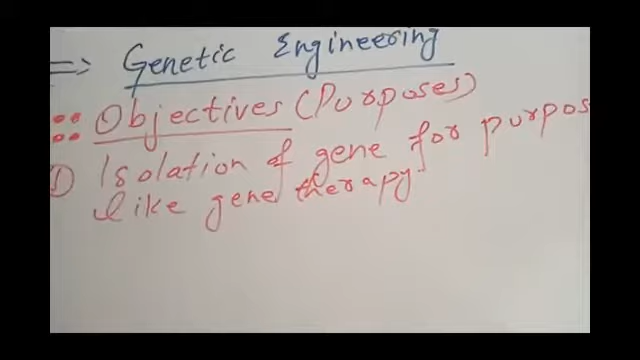 => Genetic Engineering
:: Objectives (Purposes)
1) Isolation of gene for purpos
like gene therapy.